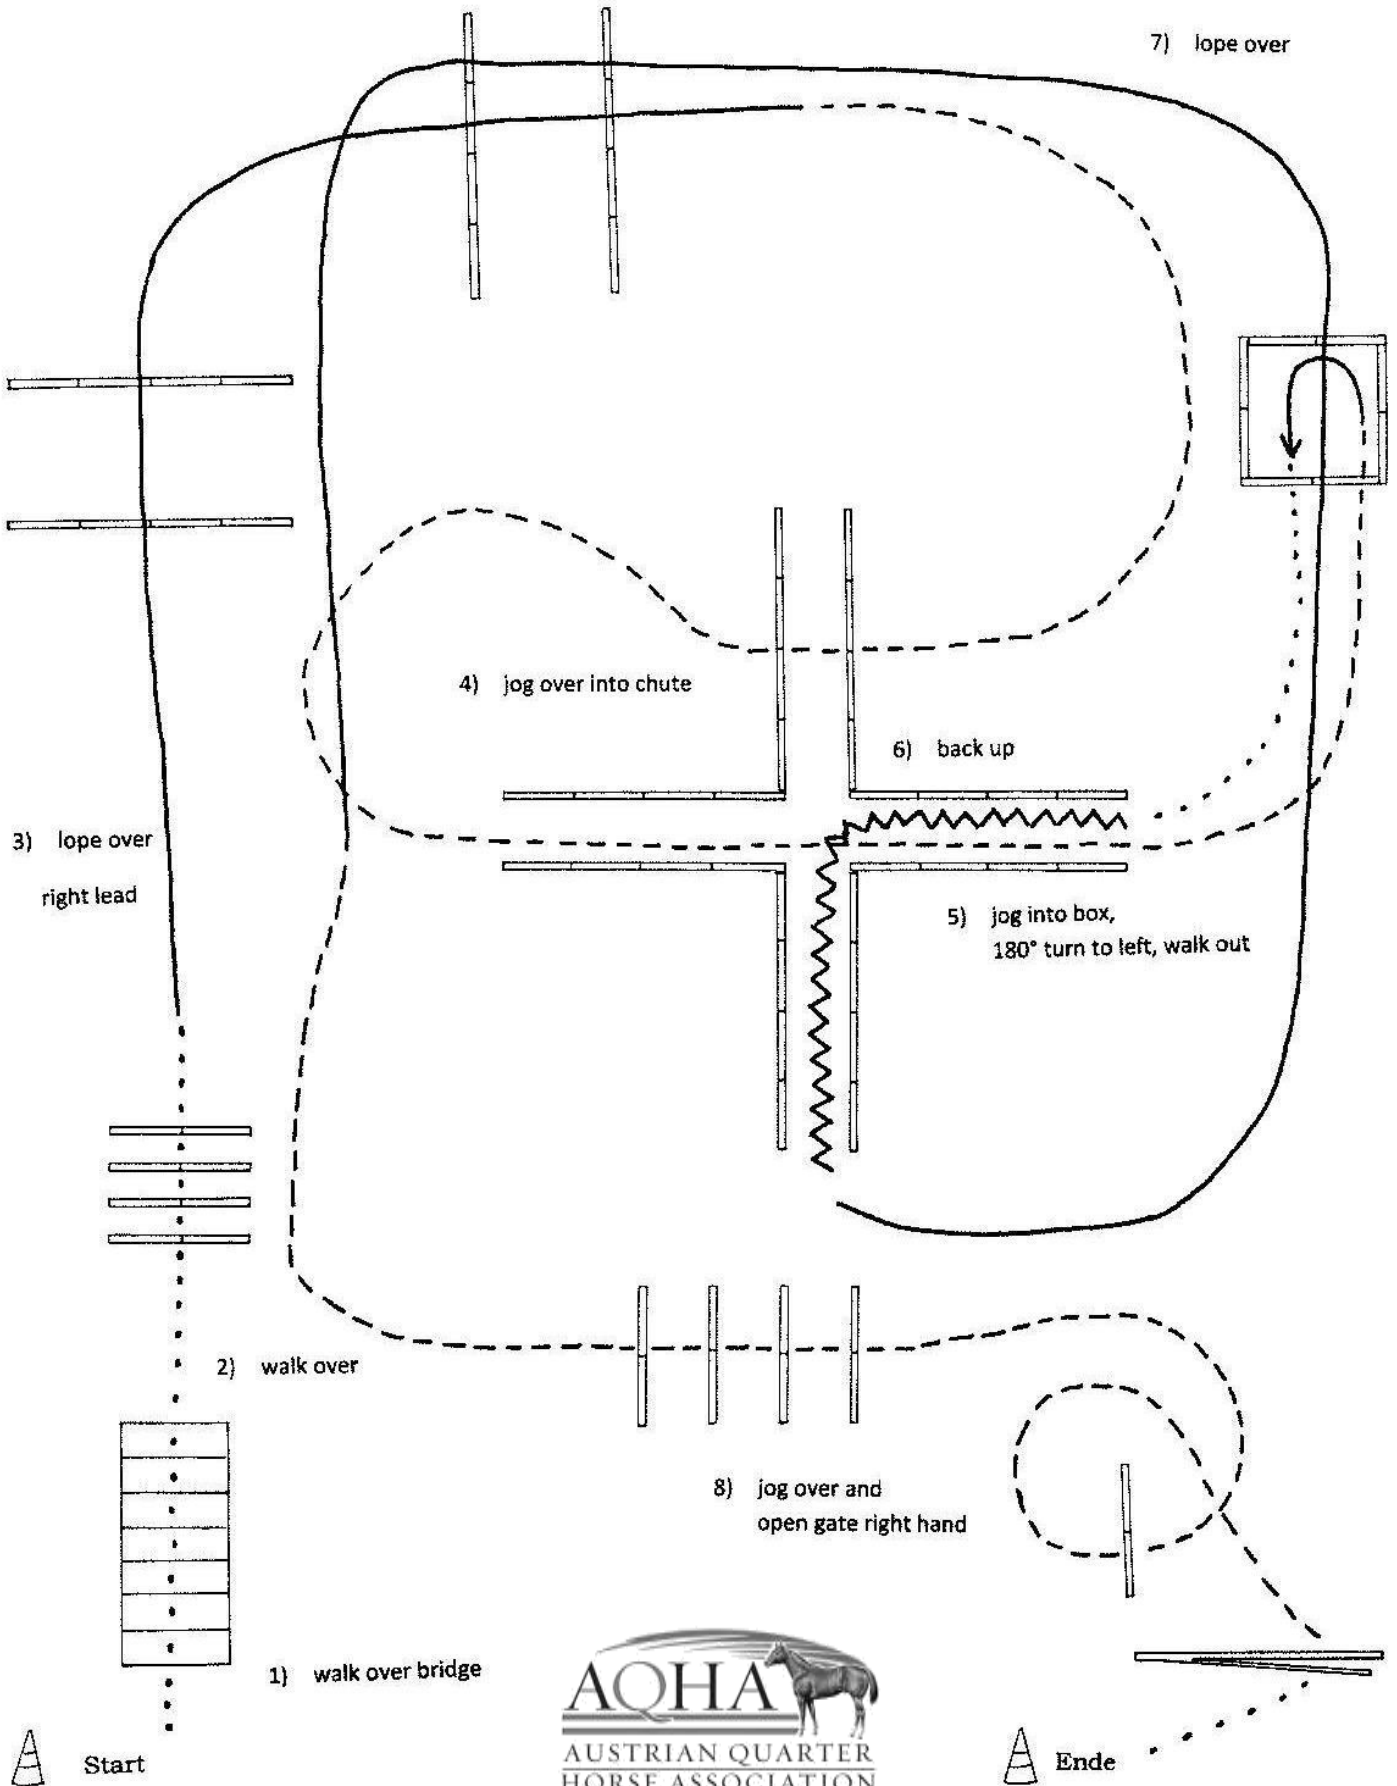 7) lope over
4) jog over into chute
6) back up
3) lope over
right lead
5) jog into box,
180° turn to left, walk out
2) walk over
8) jog over and
open gate right hand
1) walk over bridge
Start
AQHA
AUSTRIAN QUARTER
HORSE ASSOCIATION
Ende